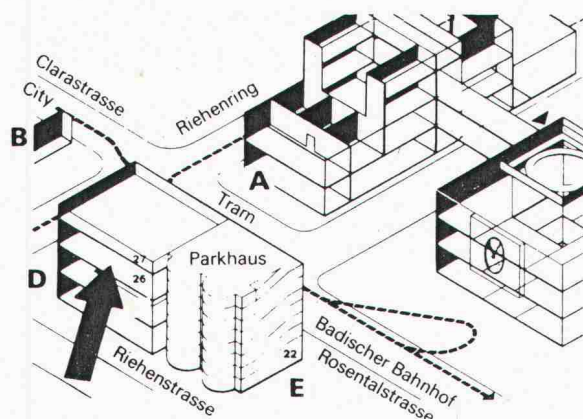 Clarastrasse
City
Riehenring
B
A
Tram
27
26
Parkhaus
D
22
E
Riehenstrasse
Badischer Bahnhof
Rosentalstrasse